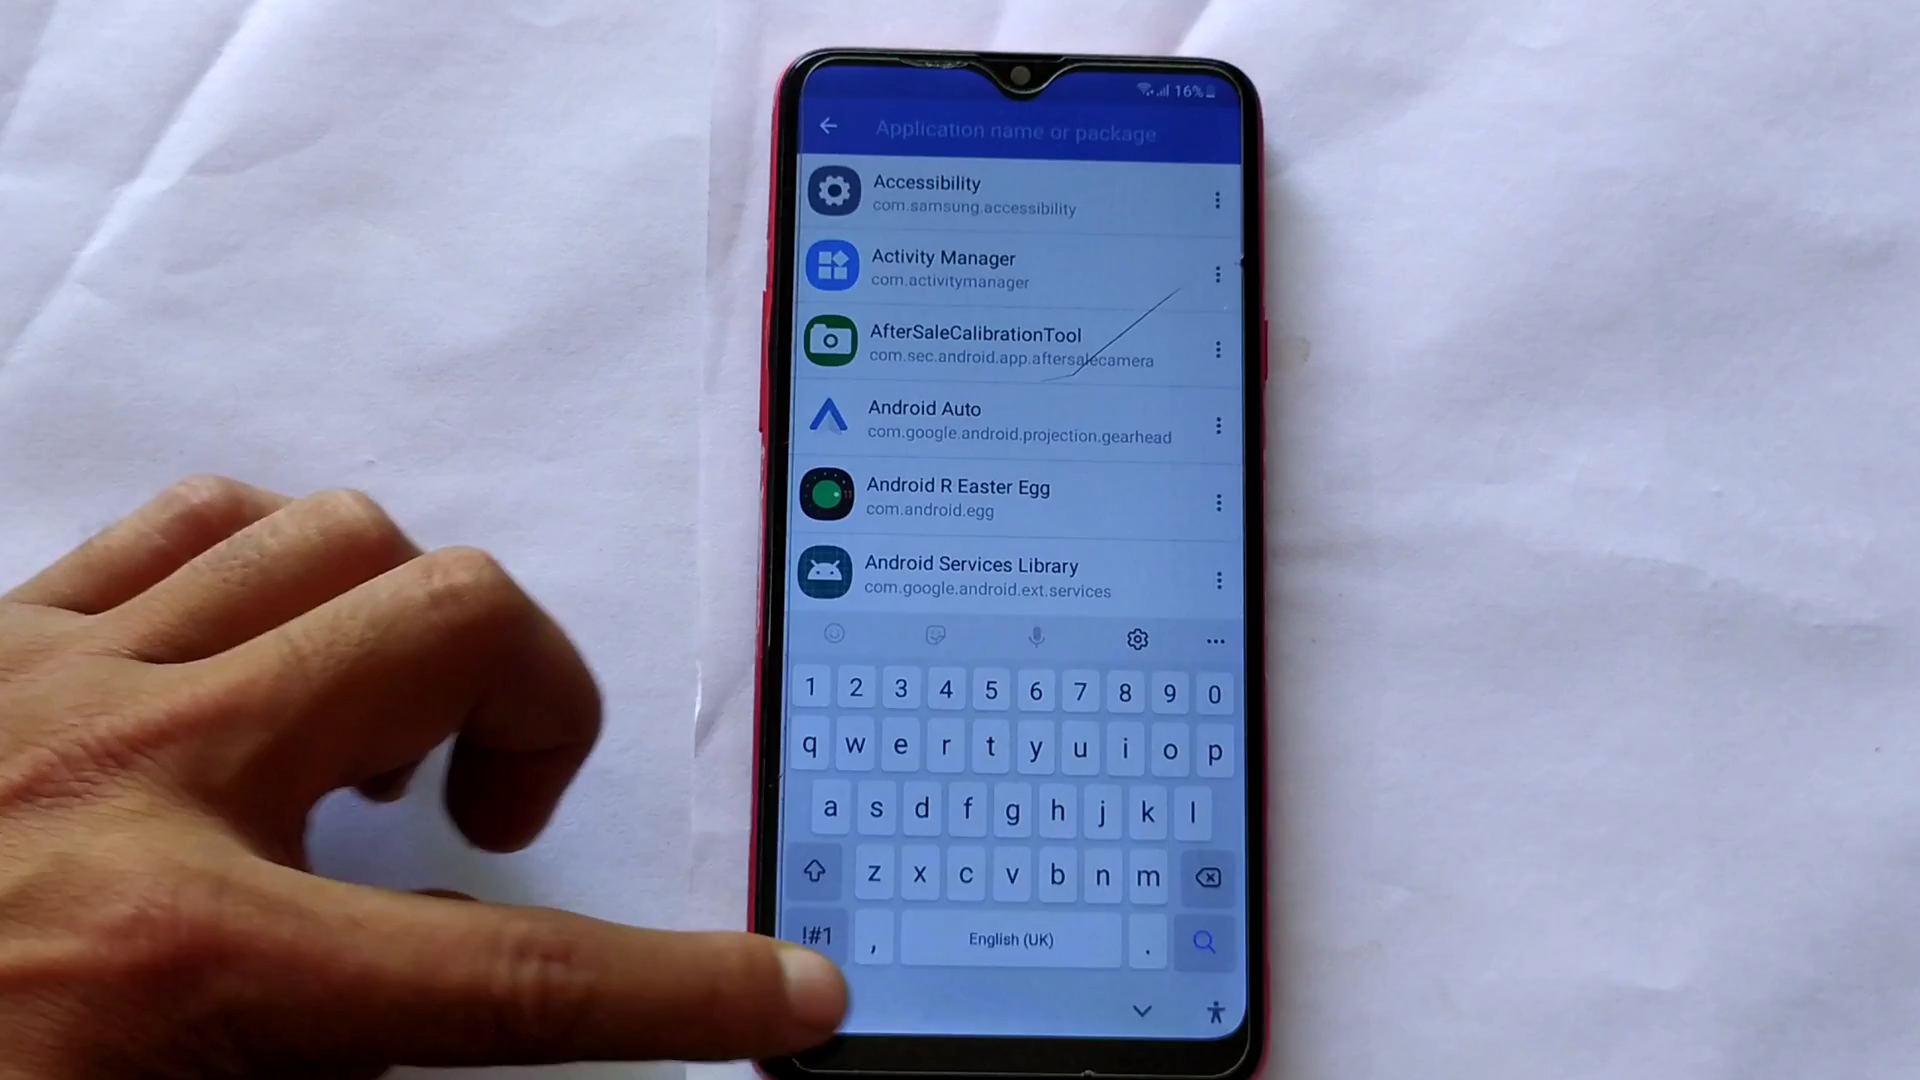 16%
Application name or package
Accessibility
com.samsung.accessibility
Activity Manager
com.activitymanager
AfterSaleCalibrationTool
com.sec.android.app.aftersalecamera
Android Auto
com.google.android.projection.gearhead
11
Android R Easter Egg
com.android.egg
Android Services Library
com.google.android.ext.services
1 2 3 4 5 6 7 8 9 0
q w e r t y u i o p
a s d f g h j k l
z x c v b n m
!#1 , English (UK) .